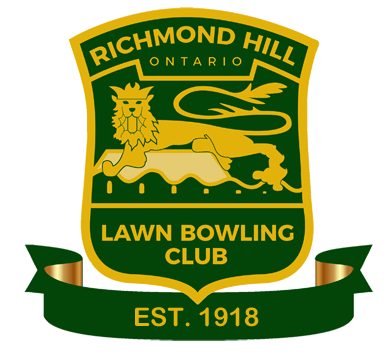 RICHMOND HILL
ONTARIO
LAWN BOWLING
CLUB
EST. 1918